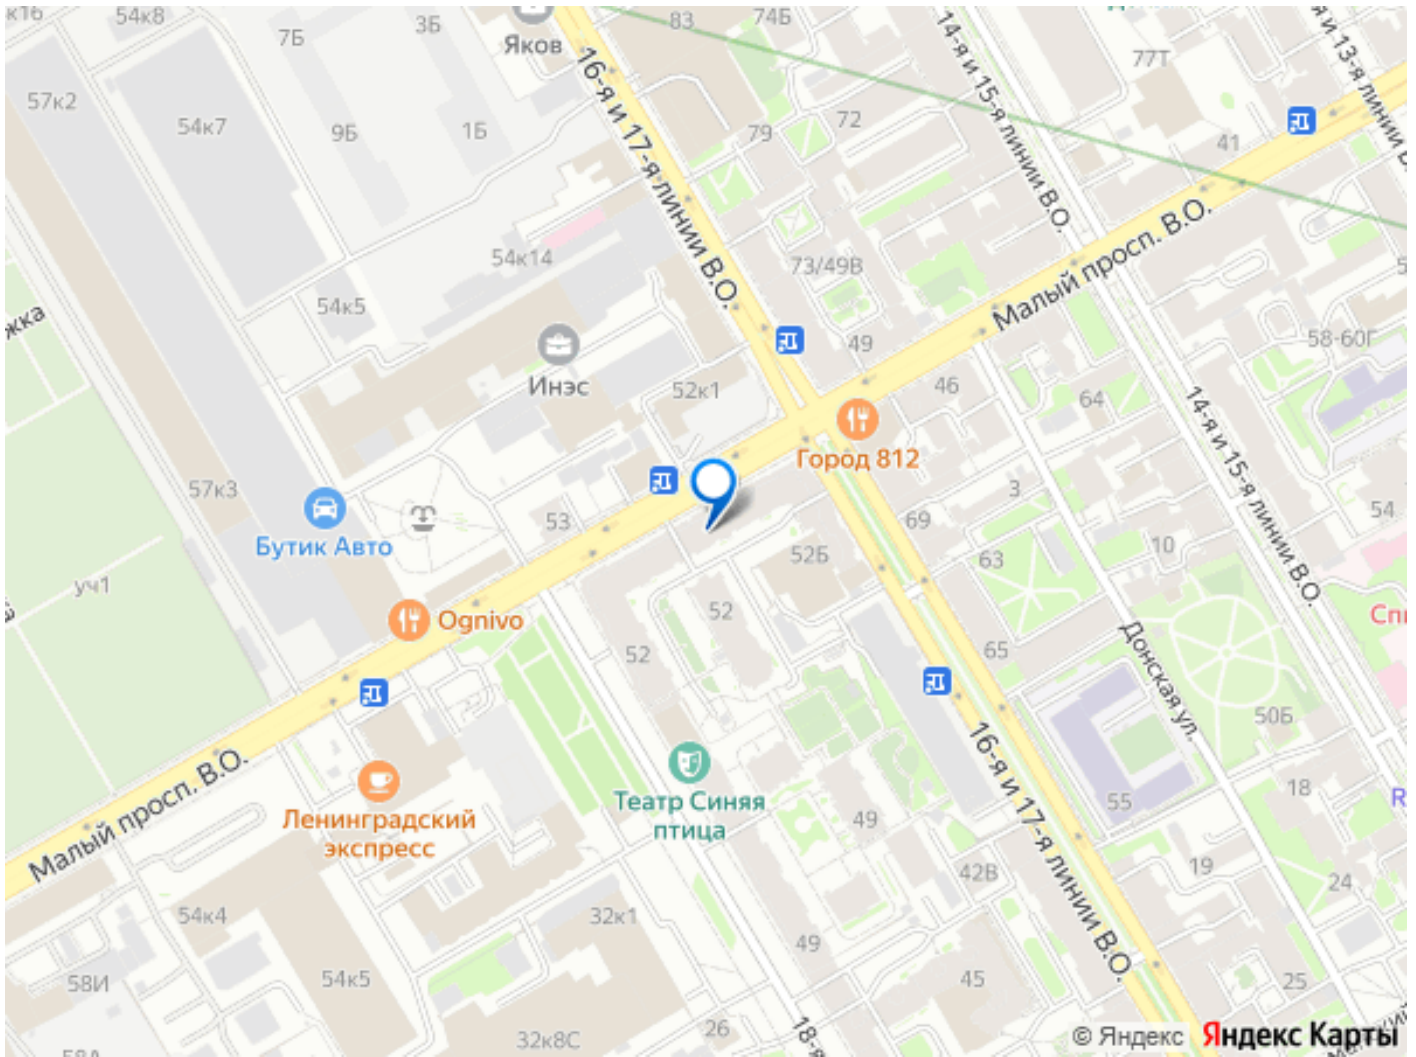 к16
54к8
7Б
3Б
Яков
83
74Б
77Т
57к2
54к7
9Б
1Б
79
72
41
16-я и 17-я линии В.О.
14-я и 15-я линии В.О.
и 13-я линии В
Малый просп. В.О.
54к14
73/49В
54к5
49
58-60Г
жка
Инэс
52к1
46
64
Город 812
14-я и 15-я линии В.О.
57к3
53
3
69
54
Бутик Авто
52Б
63
10
уч1
Ognivo
52
52
65
Донская ул.
50Б
Малый просп. В.О.
Театр Синяя
птица
16-я и 17-я линии В.О.
55
18
Ленинградский
экспресс
49
42В
19
24
54к4
32к1
49
45
25
58И
54к5
32к8С
26
18-я
© Яндекс
Яндекс Карты